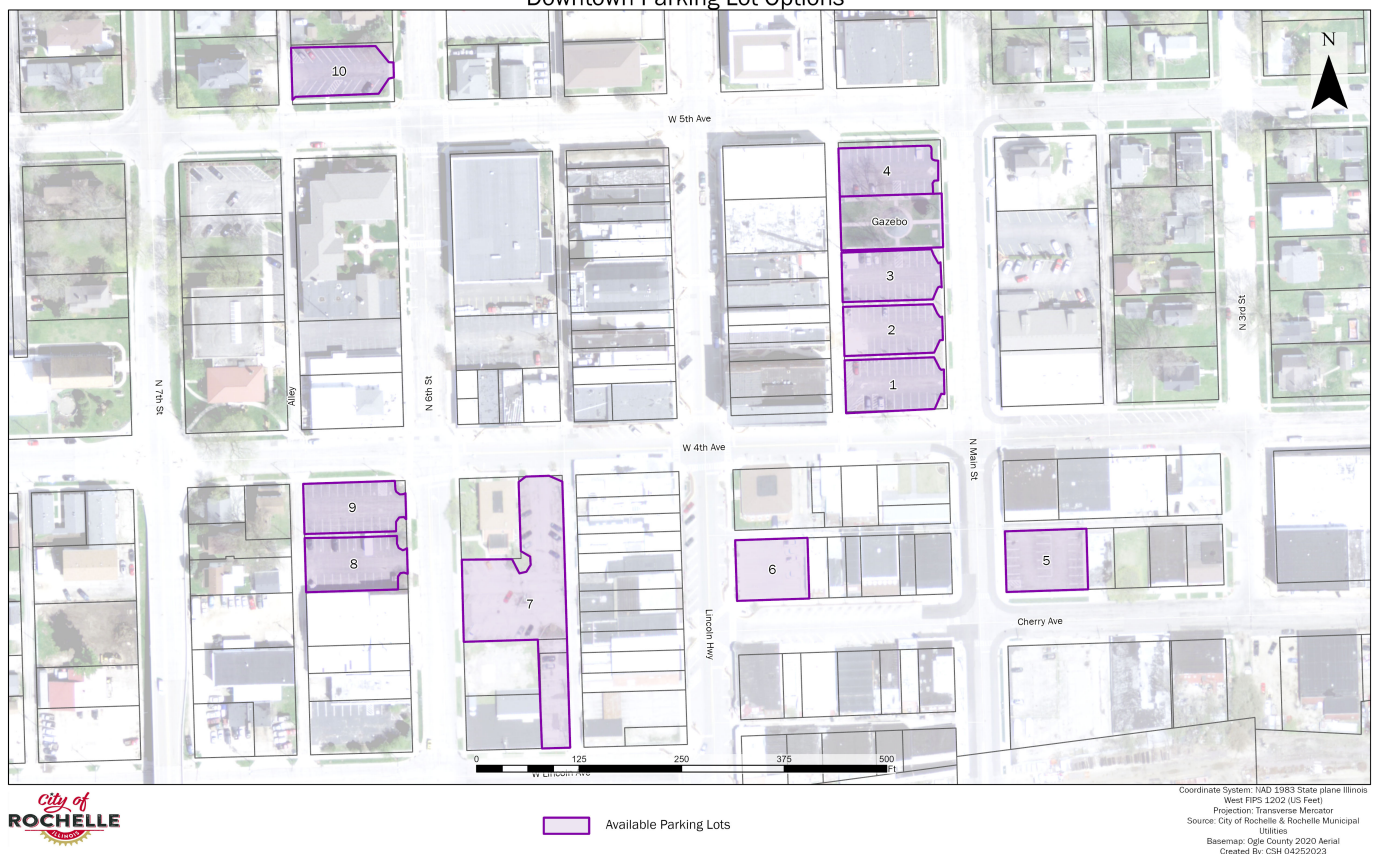 Downtown Parking Lot Options
N
10
W 5th Ave
4
Gazebo
3
2
1
N 3rd St
N 7th St
Alley
N 6th St
W 4th Ave
N Main St
9
8
7
6
5
Lincoln Hwy
Cherry Ave
0 125 250 375 500
Ft
W Lincoln Ave
City of
ROCHELLE
ILLINOIS
Available Parking Lots
Coordinate System: NAD 1983 State plane Illinois
West FIPS 1202 (US Feet)
Projection: Transverse Mercator
Source: City of Rochelle & Rochelle Municipal
Utilities
Basemap: Ogle County 2020 Aerial
Created By: CSH 04252023